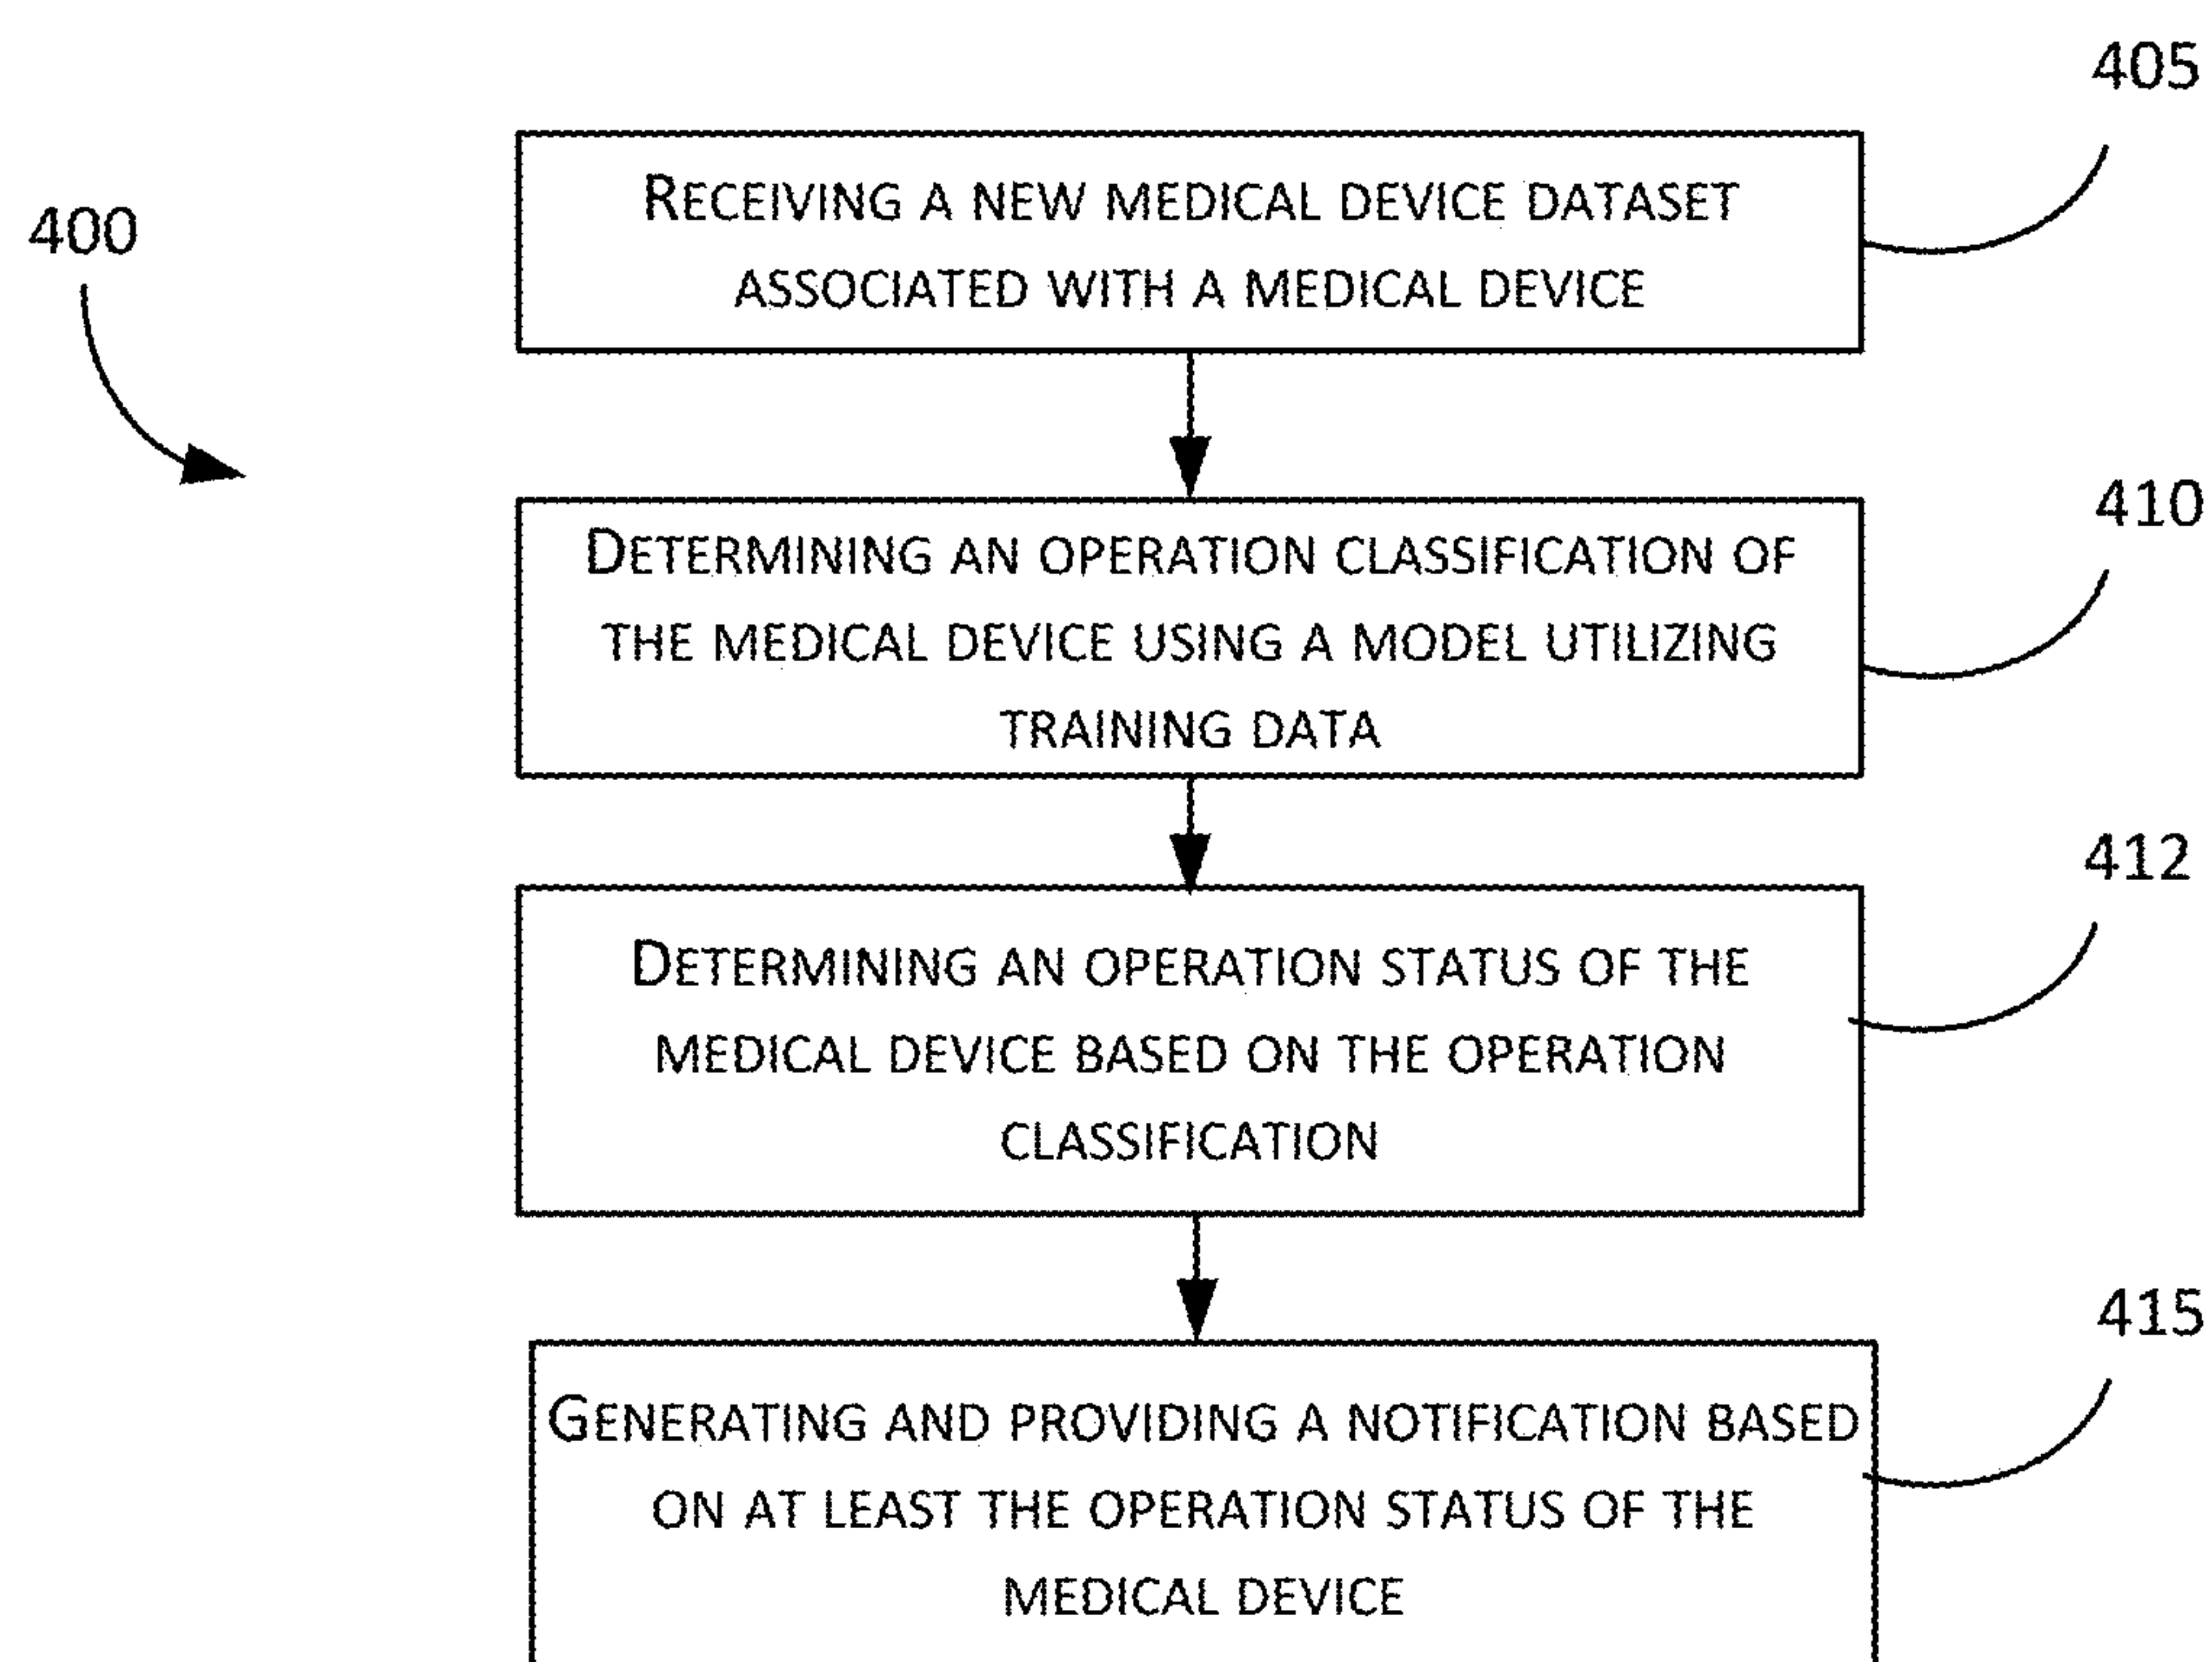 405
400
RECEIVING A NEW MEDICAL DEVICE DATASET
ASSOCIATED WITH A MEDICAL DEVICE
410
DETERMINING AN OPERATION CLASSIFICATION OF
THE MEDICAL DEVICE USING A MODEL UTILIZING
TRAINING DATA
412
DETERMINING AN OPERATION STATUS OF THE
MEDICAL DEVICE BASED ON THE OPERATION
CLASSIFICATION
415
GENERATING AND PROVIDING A NOTIFICATION BASED
ON AT LEAST THE OPERATION STATUS OF THE
MEDICAL DEVICE